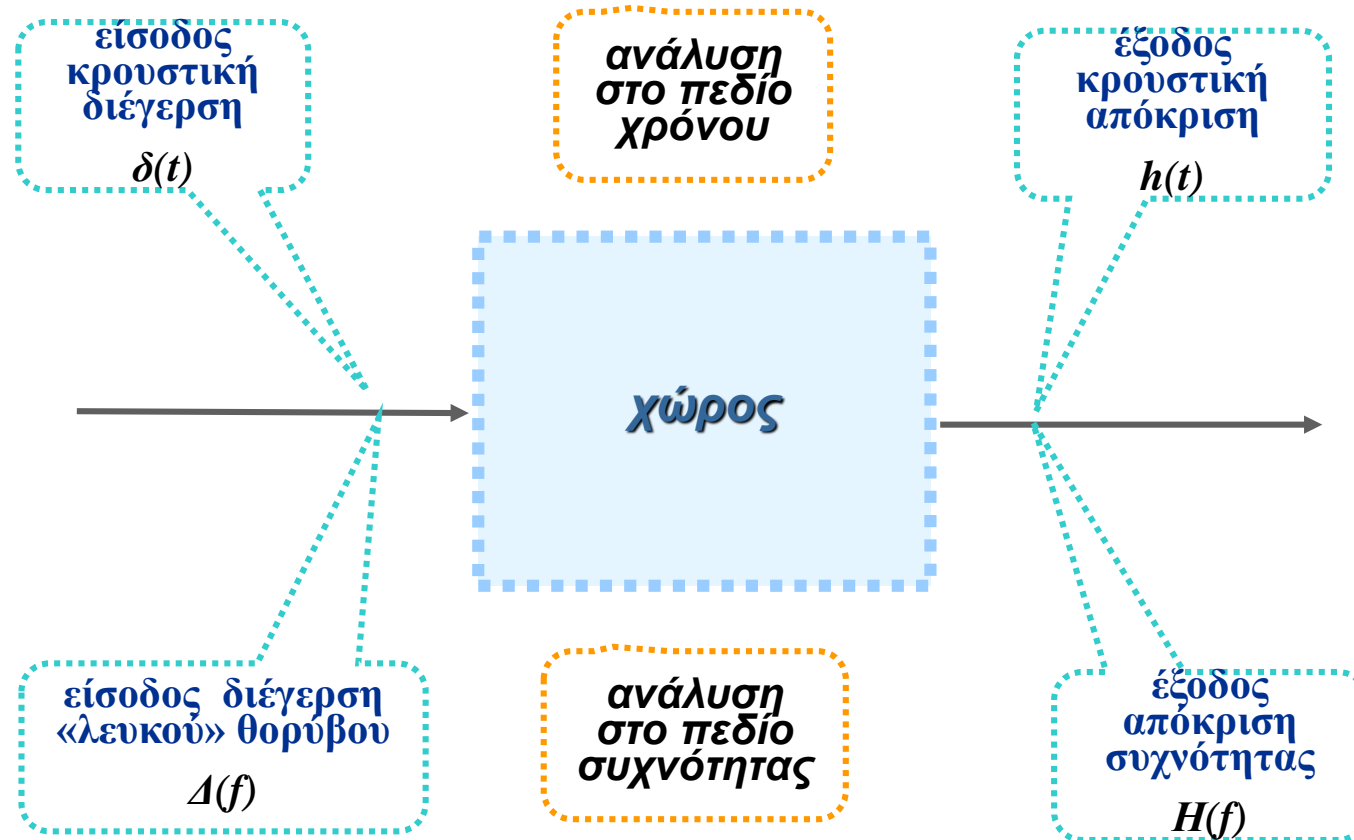 είσοδος
κρουστική
διέγερση
δ(t)
ανάλυση
στο πεδίο
χρόνου
έξοδος
κρουστική
απόκριση
h(t)
χώρος
είσοδος διέγερση
«λευκού» θορύβου
Δ(f)
ανάλυση
στο πεδίο
συχνότητας
έξοδος
απόκριση
συχνότητας
H(f)